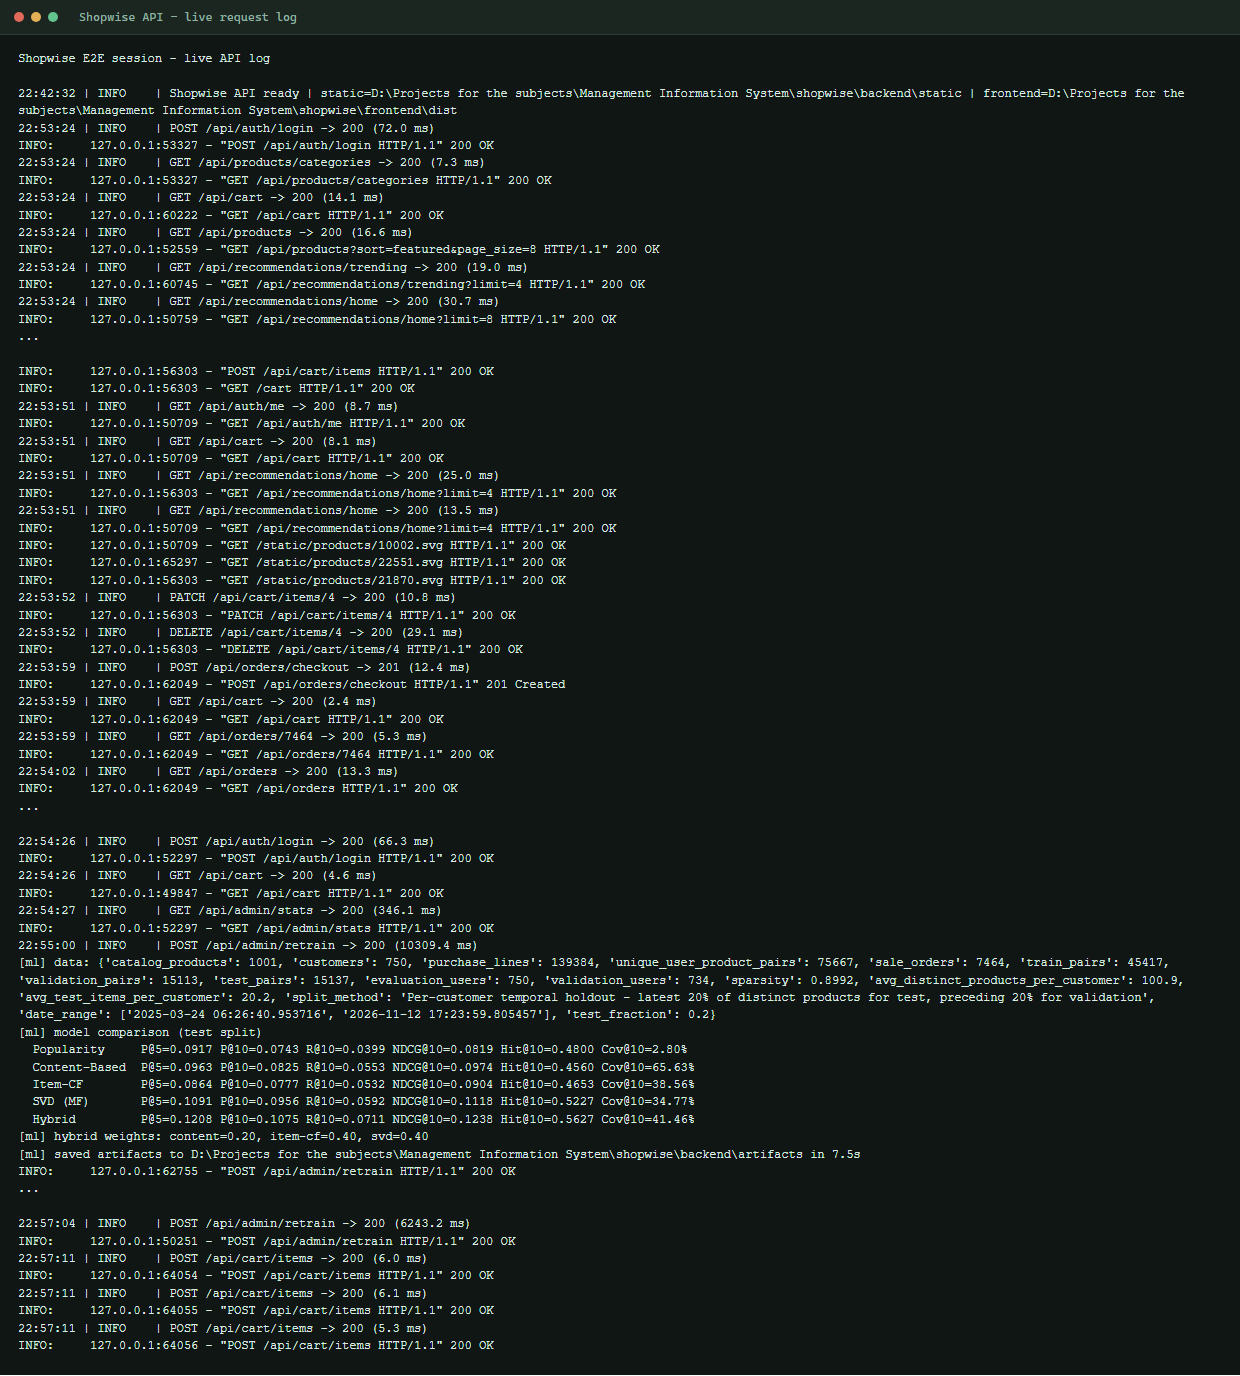 Shopwise API — live request log
Shopwise E2E session - live API log
22:42:32 | INFO    | Shopwise API ready | static=D:\Projects for the subjects\Management Information System\shopwise\backend\static | frontend=D:\Projects for the
subjects\Management Information System\shopwise\frontend\dist
22:53:24 | INFO    | POST /api/auth/login -> 200 (72.0 ms)
INFO:     127.0.0.1:53327 - "POST /api/auth/login HTTP/1.1" 200 OK
22:53:24 | INFO    | GET /api/products/categories -> 200 (7.3 ms)
INFO:     127.0.0.1:53327 - "GET /api/products/categories HTTP/1.1" 200 OK
22:53:24 | INFO    | GET /api/cart -> 200 (14.1 ms)
INFO:     127.0.0.1:60222 - "GET /api/cart HTTP/1.1" 200 OK
22:53:24 | INFO    | GET /api/products -> 200 (16.6 ms)
INFO:     127.0.0.1:52559 - "GET /api/products?sort=featured&page_size=8 HTTP/1.1" 200 OK
22:53:24 | INFO    | GET /api/recommendations/trending -> 200 (19.0 ms)
INFO:     127.0.0.1:60745 - "GET /api/recommendations/trending?limit=4 HTTP/1.1" 200 OK
22:53:24 | INFO    | GET /api/recommendations/home -> 200 (30.7 ms)
INFO:     127.0.0.1:50759 - "GET /api/recommendations/home?limit=8 HTTP/1.1" 200 OK
...
INFO:     127.0.0.1:56303 - "POST /api/cart/items HTTP/1.1" 200 OK
INFO:     127.0.0.1:56303 - "GET /cart HTTP/1.1" 200 OK
22:53:51 | INFO    | GET /api/auth/me -> 200 (8.7 ms)
INFO:     127.0.0.1:50709 - "GET /api/auth/me HTTP/1.1" 200 OK
22:53:51 | INFO    | GET /api/cart -> 200 (8.1 ms)
INFO:     127.0.0.1:50709 - "GET /api/cart HTTP/1.1" 200 OK
22:53:51 | INFO    | GET /api/recommendations/home -> 200 (25.0 ms)
INFO:     127.0.0.1:56303 - "GET /api/recommendations/home?limit=4 HTTP/1.1" 200 OK
22:53:51 | INFO    | GET /api/recommendations/home -> 200 (13.5 ms)
INFO:     127.0.0.1:50709 - "GET /api/recommendations/home?limit=4 HTTP/1.1" 200 OK
INFO:     127.0.0.1:50709 - "GET /static/products/10002.svg HTTP/1.1" 200 OK
INFO:     127.0.0.1:65297 - "GET /static/products/22551.svg HTTP/1.1" 200 OK
INFO:     127.0.0.1:56303 - "GET /static/products/21870.svg HTTP/1.1" 200 OK
22:53:52 | INFO    | PATCH /api/cart/items/4 -> 200 (10.8 ms)
INFO:     127.0.0.1:56303 - "PATCH /api/cart/items/4 HTTP/1.1" 200 OK
22:53:52 | INFO    | DELETE /api/cart/items/4 -> 200 (29.1 ms)
INFO:     127.0.0.1:56303 - "DELETE /api/cart/items/4 HTTP/1.1" 200 OK
22:53:59 | INFO    | POST /api/orders/checkout -> 201 (12.4 ms)
INFO:     127.0.0.1:62049 - "POST /api/orders/checkout HTTP/1.1" 201 Created
22:53:59 | INFO    | GET /api/cart -> 200 (2.4 ms)
INFO:     127.0.0.1:62049 - "GET /api/cart HTTP/1.1" 200 OK
22:53:59 | INFO    | GET /api/orders/7464 -> 200 (5.3 ms)
INFO:     127.0.0.1:62049 - "GET /api/orders/7464 HTTP/1.1" 200 OK
22:54:02 | INFO    | GET /api/orders -> 200 (13.3 ms)
INFO:     127.0.0.1:62049 - "GET /api/orders HTTP/1.1" 200 OK
...
22:54:26 | INFO    | POST /api/auth/login -> 200 (66.3 ms)
INFO:     127.0.0.1:52297 - "POST /api/auth/login HTTP/1.1" 200 OK
22:54:26 | INFO    | GET /api/cart -> 200 (4.6 ms)
INFO:     127.0.0.1:49847 - "GET /api/cart HTTP/1.1" 200 OK
22:54:27 | INFO    | GET /api/admin/stats -> 200 (346.1 ms)
INFO:     127.0.0.1:52297 - "GET /api/admin/stats HTTP/1.1" 200 OK
22:55:00 | INFO    | POST /api/admin/retrain -> 200 (10309.4 ms)
[ml] data: {'catalog_products': 1001, 'customers': 750, 'purchase_lines': 139384, 'unique_user_product_pairs': 75667, 'sale_orders': 7464, 'train_pairs': 45417,
'validation_pairs': 15113, 'test_pairs': 15137, 'evaluation_users': 750, 'validation_users': 734, 'sparsity': 0.8992, 'avg_distinct_products_per_customer': 100.9,
'avg_test_items_per_customer': 20.2, 'split_method': 'Per-customer temporal holdout - latest 20% of distinct products for test, preceding 20% for validation',
'date_range': ['2025-03-24 06:26:40.953716', '2026-11-12 17:23:59.805457'], 'test_fraction': 0.2}
[ml] model comparison (test split)
  Popularity     P@5=0.0917 P@10=0.0743 R@10=0.0399 NDCG@10=0.0819 Hit@10=0.4800 Cov@10=2.80%
  Content-Based  P@5=0.0963 P@10=0.0825 R@10=0.0553 NDCG@10=0.0974 Hit@10=0.4560 Cov@10=65.63%
  Item-CF        P@5=0.0864 P@10=0.0777 R@10=0.0532 NDCG@10=0.0904 Hit@10=0.4653 Cov@10=38.56%
  SVD (MF)       P@5=0.1091 P@10=0.0956 R@10=0.0592 NDCG@10=0.1118 Hit@10=0.5227 Cov@10=34.77%
  Hybrid         P@5=0.1208 P@10=0.1075 R@10=0.0711 NDCG@10=0.1238 Hit@10=0.5627 Cov@10=41.46%
[ml] hybrid weights: content=0.20, item-cf=0.40, svd=0.40
[ml] saved artifacts to D:\Projects for the subjects\Management Information System\shopwise\backend\artifacts in 7.5s
INFO:     127.0.0.1:62755 - "POST /api/admin/retrain HTTP/1.1" 200 OK
...
22:57:04 | INFO    | POST /api/admin/retrain -> 200 (6243.2 ms)
INFO:     127.0.0.1:50251 - "POST /api/admin/retrain HTTP/1.1" 200 OK
22:57:11 | INFO    | POST /api/cart/items -> 200 (6.0 ms)
INFO:     127.0.0.1:64054 - "POST /api/cart/items HTTP/1.1" 200 OK
22:57:11 | INFO    | POST /api/cart/items -> 200 (6.1 ms)
INFO:     127.0.0.1:64055 - "POST /api/cart/items HTTP/1.1" 200 OK
22:57:11 | INFO    | POST /api/cart/items -> 200 (5.3 ms)
INFO:     127.0.0.1:64056 - "POST /api/cart/items HTTP/1.1" 200 OK